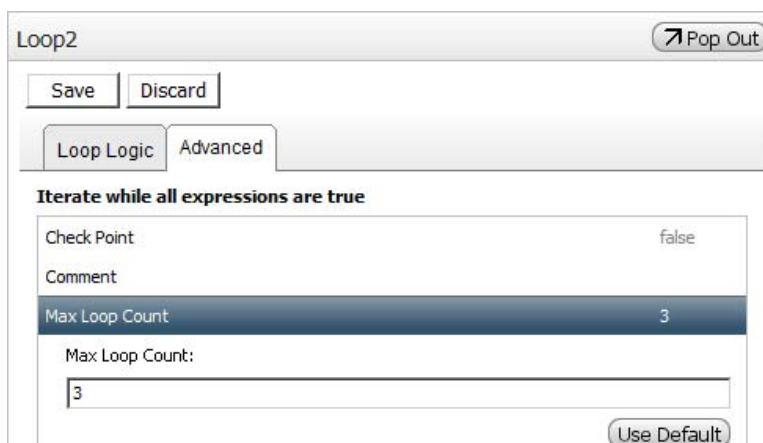 Loop2
Pop Out
Save Discard
Loop Logic Advanced
Iterate while all expressions are true
Check Point false
Comment
Max Loop Count 3
Max Loop Count:
3
Use Default